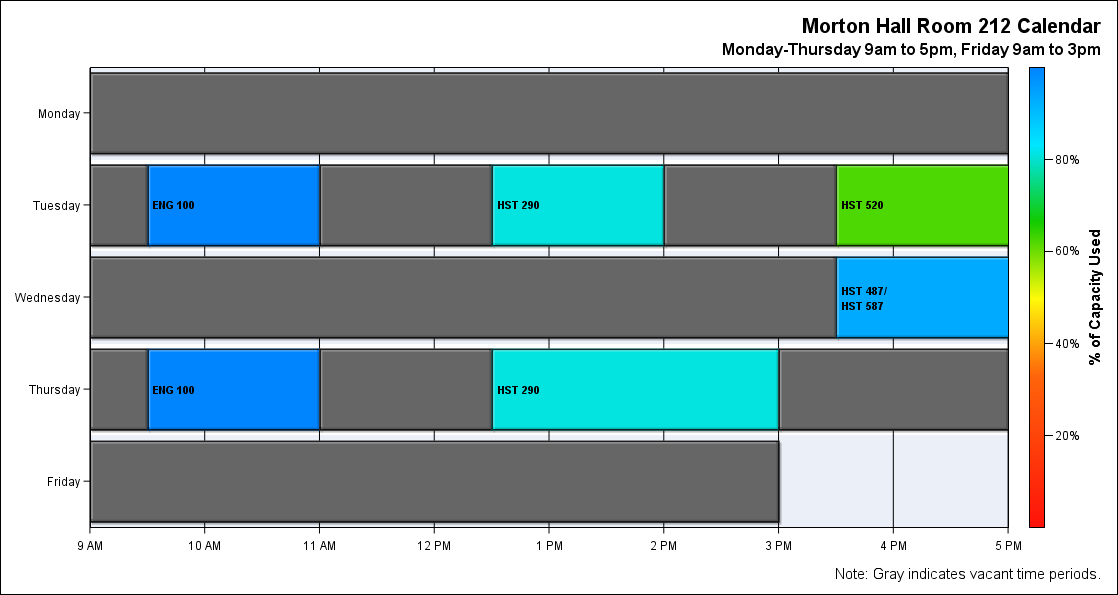 Morton Hall Room 212 Calendar
Monday-Thursday 9am to 5pm, Friday 9am to 3pm
Monday
Tuesday
ENG 100
HST 290
HST 520
Wednesday
HST 487/
HST 587
Thursday
ENG 100
HST 290
Friday
9 AM
10 AM
11 AM
12 PM
1 PM
2 PM
3 PM
4 PM
5 PM
80%
60%
40%
20%
% of Capacity Used
Note: Gray indicates vacant time periods.